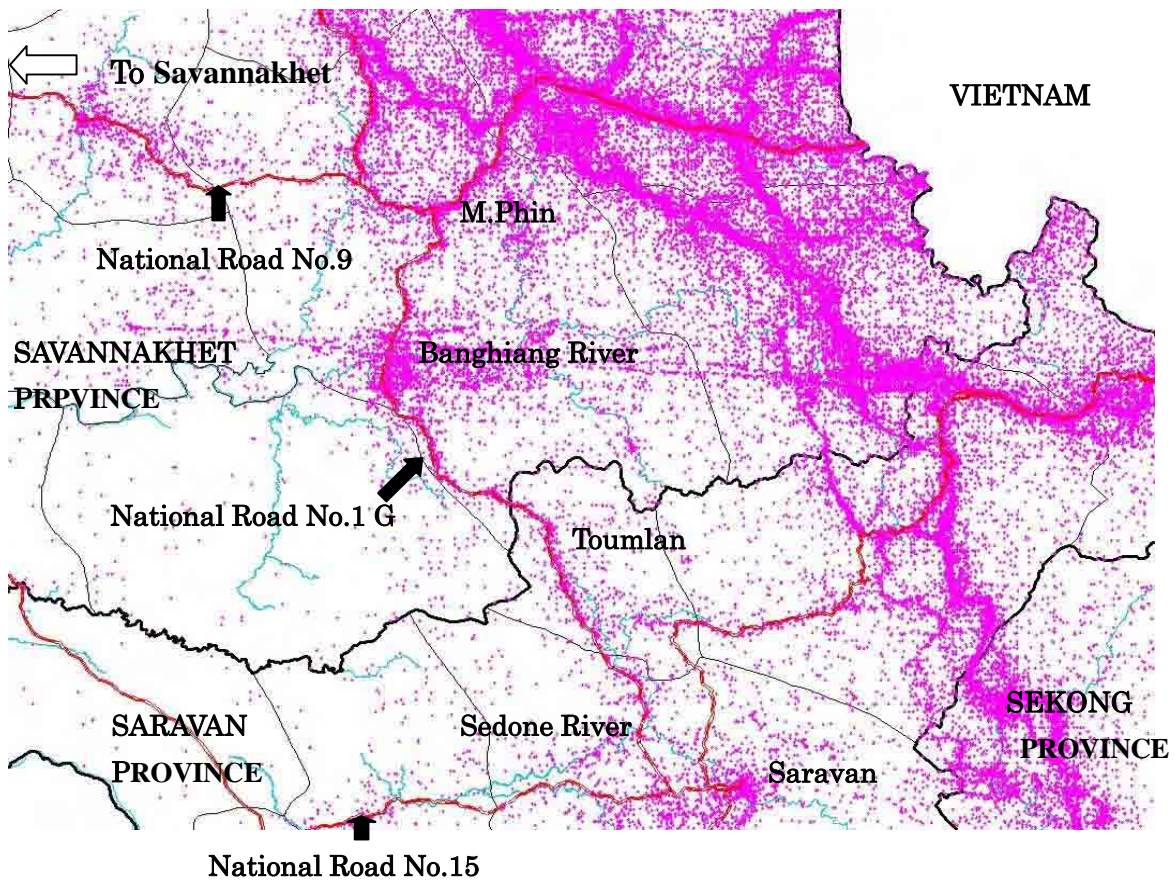 To Savannakhet
VIETNAM
M.Phin
National Road No.9
SAVANNAKHET
PRPVINCE
Banghiang River
National Road No.1 G
Toumlan
SARAVAN
PROVINCE
Sedone River
SEKONG
PROVINCE
Saravan
National Road No.15